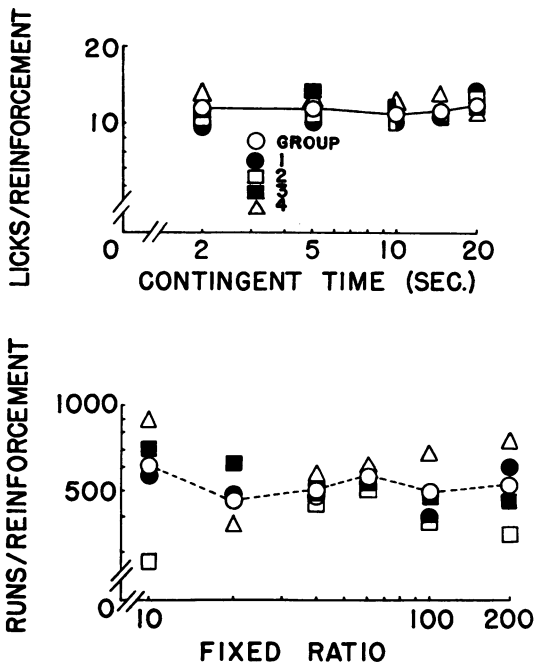 LICKS/REINFORCEMENT
20
10
0
GROUP
1
2
3
4
2 5 10 20
CONTINGENT TIME (SEC.)
RUNS/REINFORCEMENT
1000
500
0
10 100 200
FIXED RATIO